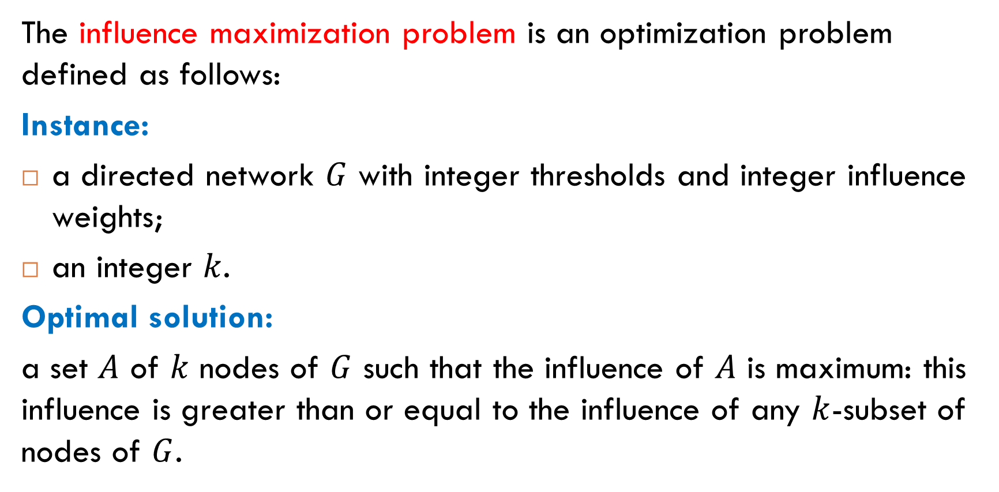 The influence maximization problem is an optimization problem
defined as follows:
Instance:
□ a directed network G with integer thresholds and integer influence
weights;
□ an integer k.
Optimal solution:
a set A of k nodes of G such that the influence of A is maximum: this
influence is greater than or equal to the influence of any k-subset of
nodes of G.